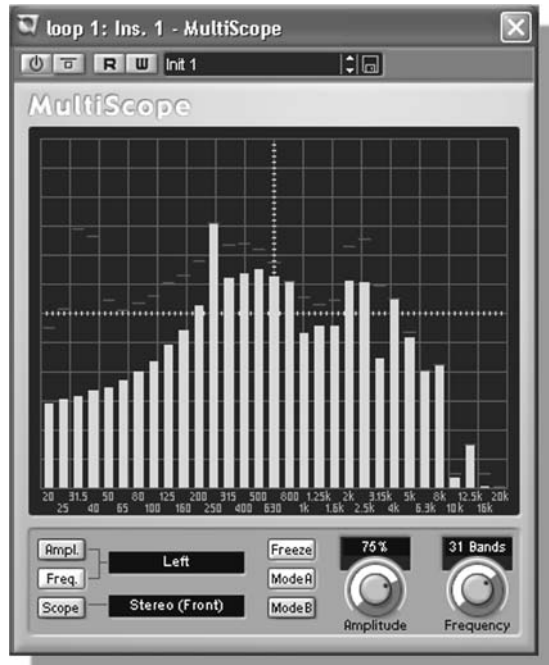 loop 1: Ins. 1 - MultiScope
R W Init 1
MultiScope
20 31.5 50 80 125 200 315 500 800 1.25k 2k 3.15k 5k 8k 12.5k 20k
25 40 65 100 160 250 400 630 1k 1.6k 2.5k 4k 6.3k 10k 16k
Ampl. Left Freeze 75% 31 Bands
Freq. Mode A
Scope Stereo (Front) Mode B
Amplitude Frequency